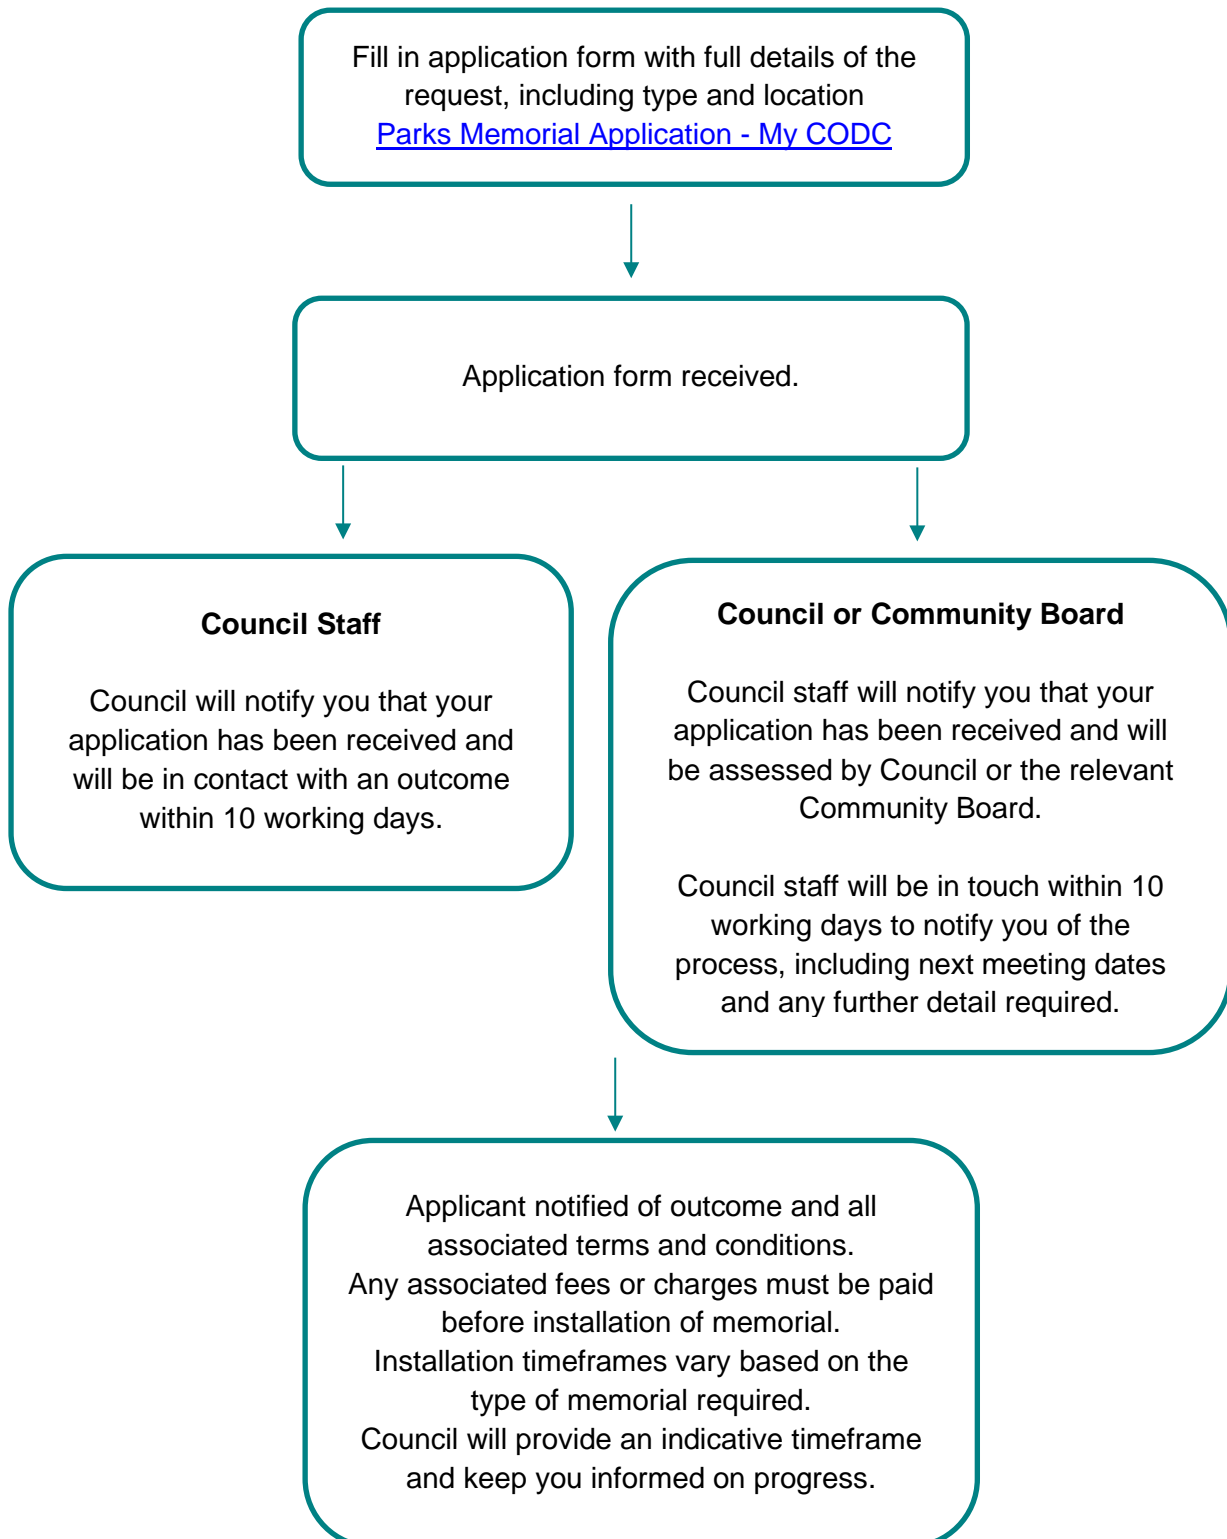 Fill in application form with full details of the
request, including type and location
Parks Memorial Application - My CODC
Application form received.
Council Staff
Council will notify you that your
application has been received and
will be in contact with an outcome
within 10 working days.
Council or Community Board
Council staff will notify you that your
application has been received and will
be assessed by Council or the relevant
Community Board.
Council staff will be in touch within 10
working days to notify you of the
process, including next meeting dates
and any further detail required.
Applicant notified of outcome and all
associated terms and conditions.
Any associated fees or charges must be paid
before installation of memorial.
Installation timeframes vary based on the
type of memorial required.
Council will provide an indicative timeframe
and keep you informed on progress.